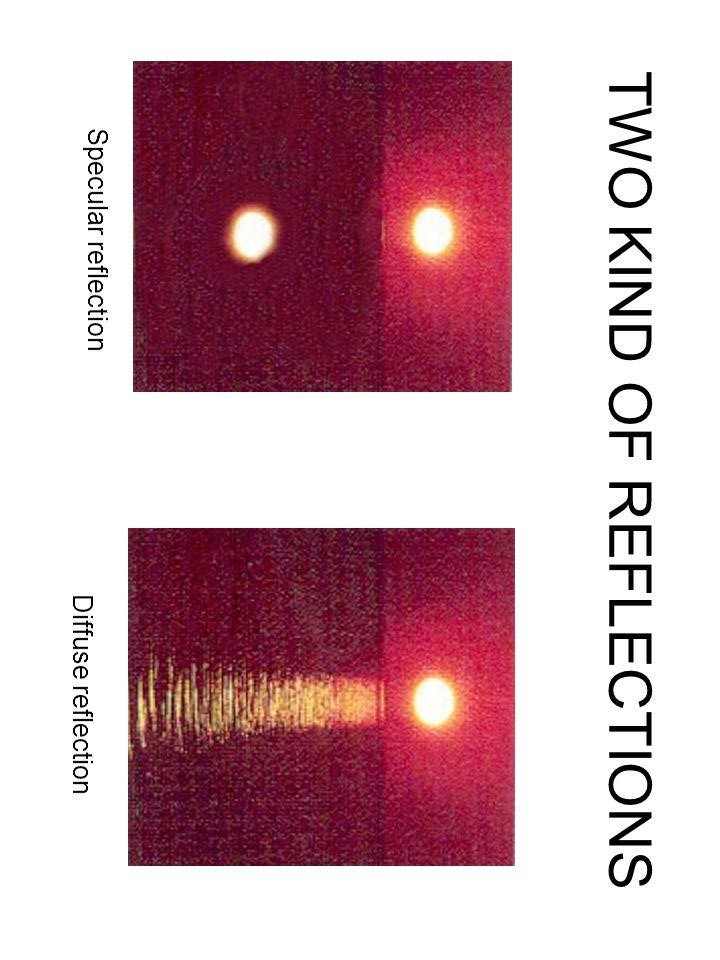 TWO KIND OF REFLECTIONS
Specular reflection
Diffuse reflection